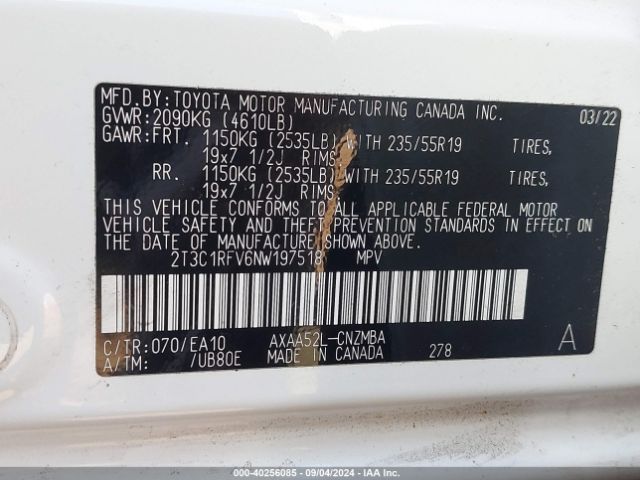 MFD.BY:TOYOTA MOTOR MANUFACTURING CANADA INC. 03/22
GVWR:2090KG (4610LB)
GAWR:FRT. 1150KG (2535LB) WITH 235/55R19 TIRES,
19x7 1/2J RIMS,
RR. 1150KG (2535LB) WITH 235/55R19 TIRES,
19x7 1/2J RIMS
THIS VEHICLE CONFORMS TO ALL APPLICABLE FEDERAL MOTOR
VEHICLE SAFETY AND THEFT PREVENTION STANDARDS IN EFFECT ON
THE DATE OF MANUFACTURE SHOWN ABOVE.
2T3C1RFV6NW197518 MPV
C/TR:070/EA10 AXAA52L-CNZMBA A
A/TM: /UB80E MADE IN CANADA 278
000-40256085 - 09/04/2024 - IAA Inc.